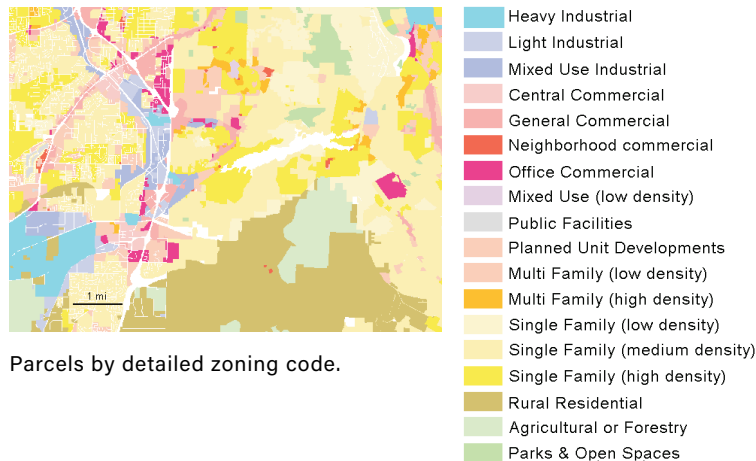 Heavy Industrial
Light Industrial
Mixed Use Industrial
Central Commercial
General Commercial
Neighborhood commercial
Office Commercial
Mixed Use (low density)
Public Facilities
Planned Unit Developments
Multi Family (low density)
Multi Family (high density)
Single Family (low density)
Single Family (medium density)
Single Family (high density)
Rural Residential
Agricultural or Forestry
Parks & Open Spaces
1 mi
Parcels by detailed zoning code.